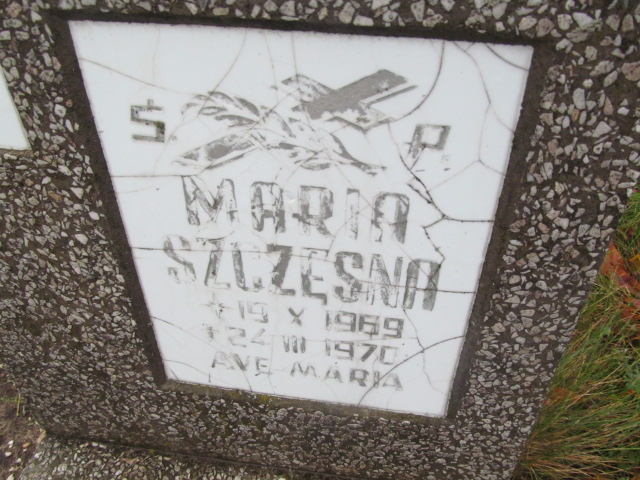 Ś P
MARIA
SZCZĘSNA
* 19 X 1969
† 24 III 1970
AVE MARIA